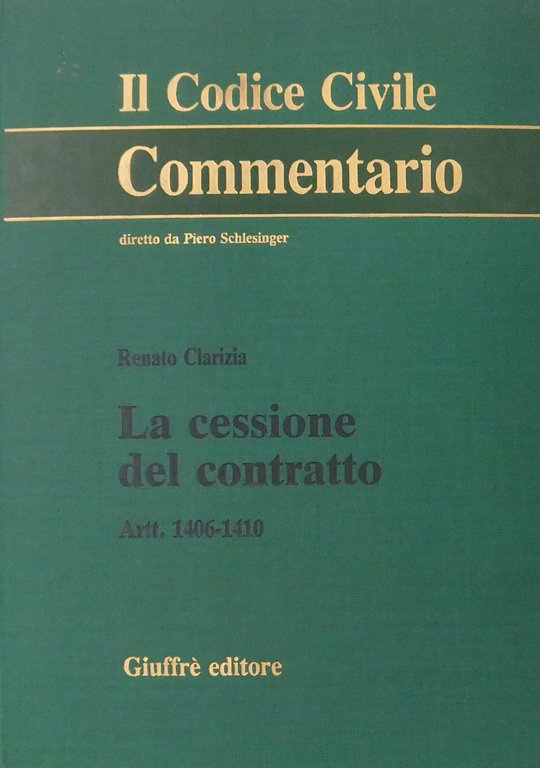 Il Codice Civile
Commentario
diretto da Piero Schlesinger
Renato Clarizia
La cessione
del contratto
Artt. 1406-1410
Giuffrè editore